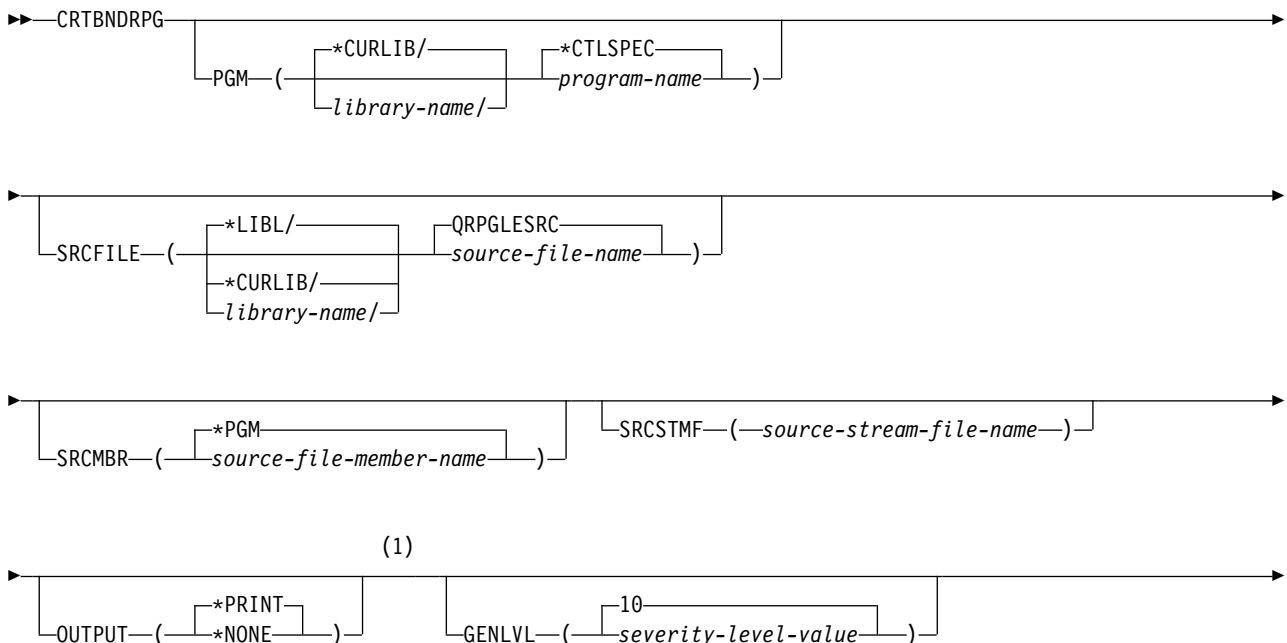 CRTBNDRPG
*CURLIB/ *CTLSPEC
PGM ( library-name/ program-name )
*LIBL/ QRPGLESRC
SRCFILE ( source-file-name )
*CURLIB/
library-name/
*PGM SRCSTMF ( source-stream-file-name )
SRCMBR ( source-file-member-name )
(1)
*PRINT 10
OUTPUT ( *NONE ) GENLVL ( severity-level-value )